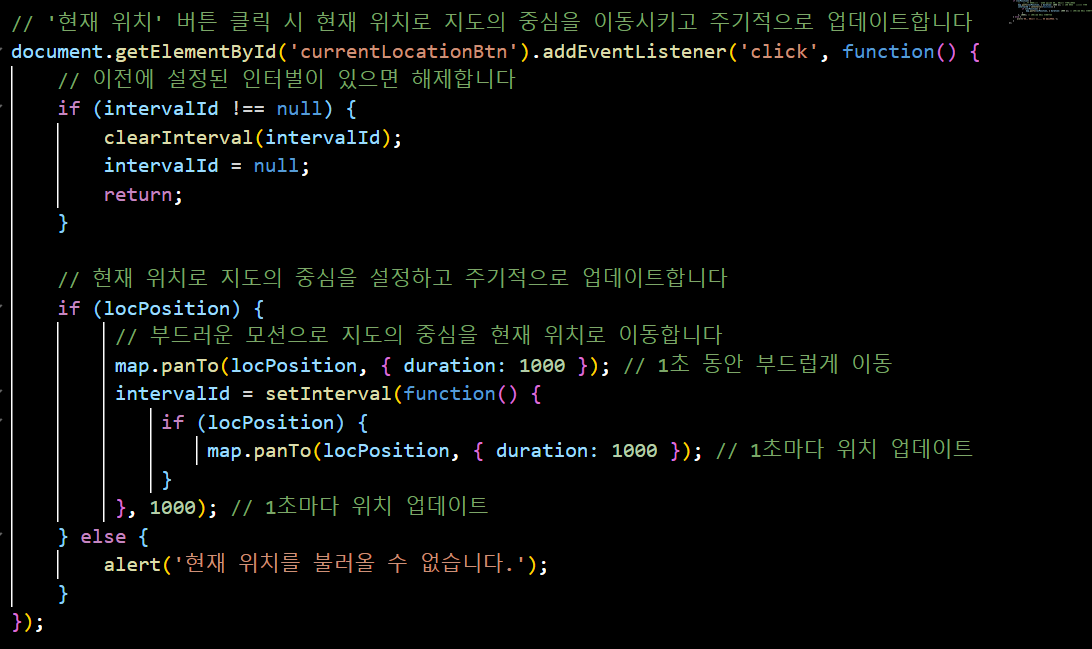 // '현재 위치' 버튼 클릭 시 현재 위치로 지도의 중심을 이동시키고 주기적으로 업데이트합니다
document.getElementById('currentLocationBtn').addEventListener('click', function() {
    // 이전에 설정된 인터벌이 있으면 해제합니다
    if (intervalId !== null) {
        clearInterval(intervalId);
        intervalId = null;
        return;
    }
    // 현재 위치로 지도의 중심을 설정하고 주기적으로 업데이트합니다
    if (locPosition) {
        // 부드러운 모션으로 지도의 중심을 현재 위치로 이동합니다
        map.panTo(locPosition, { duration: 1000 }); // 1초 동안 부드럽게 이동
        intervalId = setInterval(function() {
            if (locPosition) {
                map.panTo(locPosition, { duration: 1000 }); // 1초마다 위치 업데이트
            }
        }, 1000); // 1초마다 위치 업데이트
    } else {
        alert('현재 위치를 불러올 수 없습니다.');
    }
});